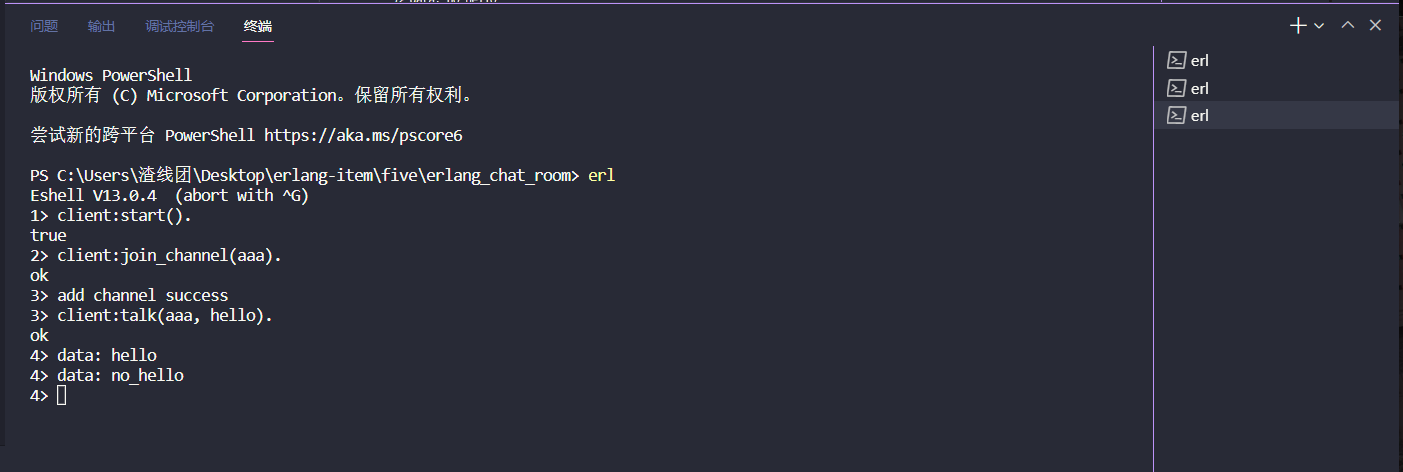 问题 输出 调试控制台 终端
Windows PowerShell
版权所有 (C) Microsoft Corporation。保留所有权利。
尝试新的跨平台 PowerShell https://aka.ms/pscore6
PS C:\Users\渣线团\Desktop\erlang-item\five\erlang_chat_room> erl
Eshell V13.0.4  (abort with ^G)
1> client:start().
true
2> client:join_channel(aaa).
ok
3> add channel success
3> client:talk(aaa, hello).
ok
4> data: hello
4> data: no_hello
4>
erl
erl
erl